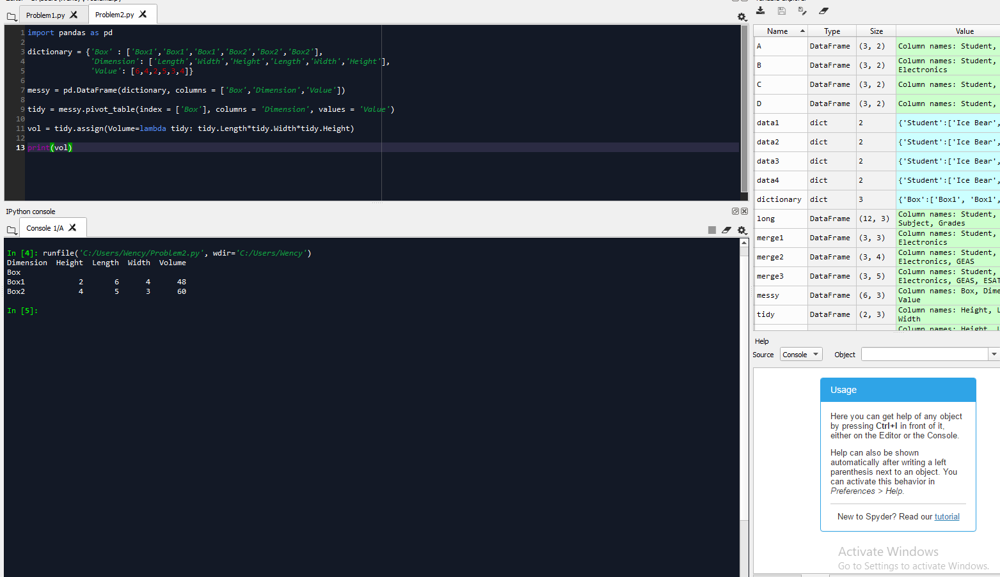 Problem1.py
Problem2.py
1 import pandas as pd
2
3 dictionary = {'Box' : ['Box1','Box1','Box1','Box2','Box2','Box2'],
4 'Dimension': ['Length','Width','Height','Length','Width','Height'],
5 'Value': [6,4,2,5,3,4]}
6
7 messy = pd.DataFrame(dictionary, columns = ['Box','Dimension','Value'])
8
9 tidy = messy.pivot_table(index = ['Box'], columns = 'Dimension', values = 'Value')
10
11 vol = tidy.assign(Volume=lambda tidy: tidy.Length*tidy.Width*tidy.Height)
12
13 print(vol)
IPython console
Console 1/A
In [4]: runfile('C:/Users/Wency/Problem2.py', wdir='C:/Users/Wency')
Dimension Height Length Width Volume
Box
Box1 2 6 4 48
Box2 4 5 3 60
In [5]:
Name Type Size Value
A DataFrame (3, 2) Column names: Student,
B DataFrame (3, 2) Column names: Student,
Electronics
C DataFrame (3, 2) Column names: Student,
D DataFrame (3, 2) Column names: Student,
data1 dict 2 {'Student':['Ice Bear',
data2 dict 2 {'Student':['Ice Bear',
data3 dict 2 {'Student':['Ice Bear',
data4 dict 2 {'Student':['Ice Bear',
dictionary dict 3 {'Box':['Box1', 'Box1',
long DataFrame (12, 3) Column names: Student,
Subject, Grades
merge1 DataFrame (3, 3) Column names: Student,
Electronics
merge2 DataFrame (3, 4) Column names: Student,
Electronics, GEAS
merge3 DataFrame (3, 5) Column names: Student,
Electronics, GEAS, ESAT
messy DataFrame (6, 3) Column names: Box, Dime
Value
tidy DataFrame (2, 3) Column names: Height, L
Width
Column names: Height, L
Help
Source Console Object
Usage
Here you can get help of any object
by pressing Ctrl+I in front of it,
either on the Editor or the Console.
Help can also be shown
automatically after writing a left
parenthesis next to an object. You
can activate this behavior in
Preferences > Help.
New to Spyder? Read our tutorial
Activate Windows
Go to Settings to activate Windows.